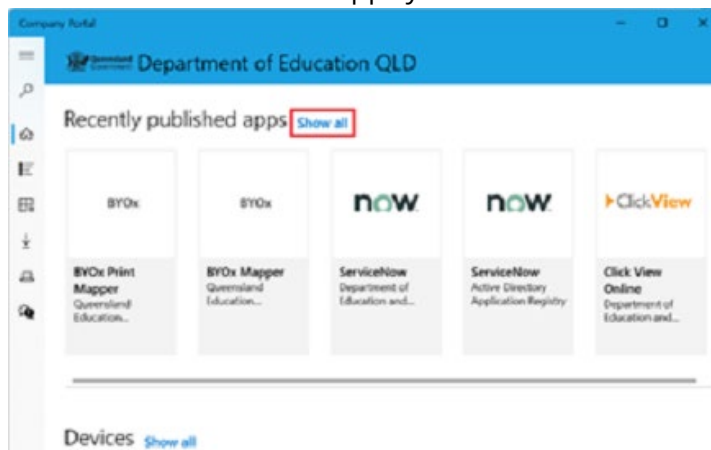 Company Portal
Queensland Government Department of Education QLD
Recently published apps Show all
BYOx
BYOx
now
now
ClickView
BYOx Print
Mapper
Queensland
Education...
BYOx Mapper
Queensland
Education...
ServiceNow
Department of
Education and...
ServiceNow
Active Directory
Application Registry
Click View
Online
Department of
Education and...
Devices Show all